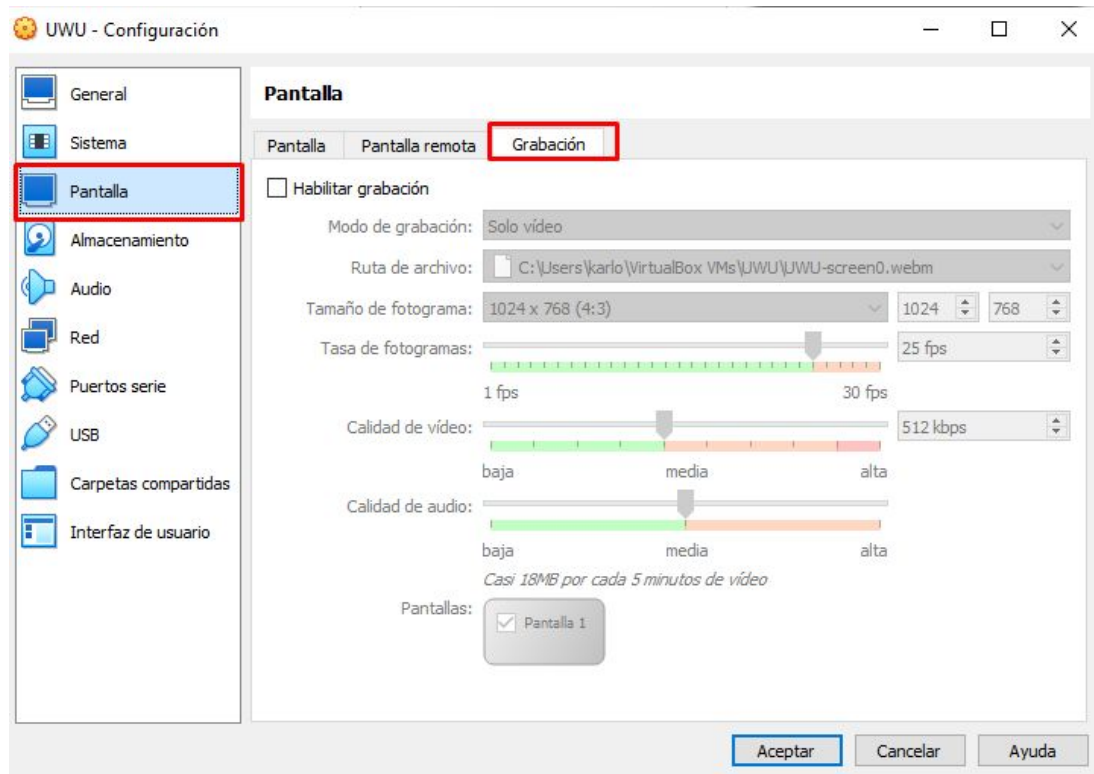 UWU - Configuración
General
Sistema
Pantalla
Almacenamiento
Audio
Red
Puertos serie
USB
Carpetas compartidas
Interfaz de usuario
Pantalla
Pantalla Pantalla remota Grabación
Habilitar grabación
Modo de grabación: Solo vídeo
Ruta de archivo: C:\Users\karlo\VirtualBox VMs\UWU\UWU-screen0.webm
Tamaño de fotograma: 1024 x 768 (4:3) 1024 768
Tasa de fotogramas: 25 fps
1 fps 30 fps
Calidad de vídeo: 512 kbps
baja media alta
Calidad de audio:
baja media alta
Casi 18MB por cada 5 minutos de vídeo
Pantallas: Pantalla 1
Aceptar Cancelar Ayuda